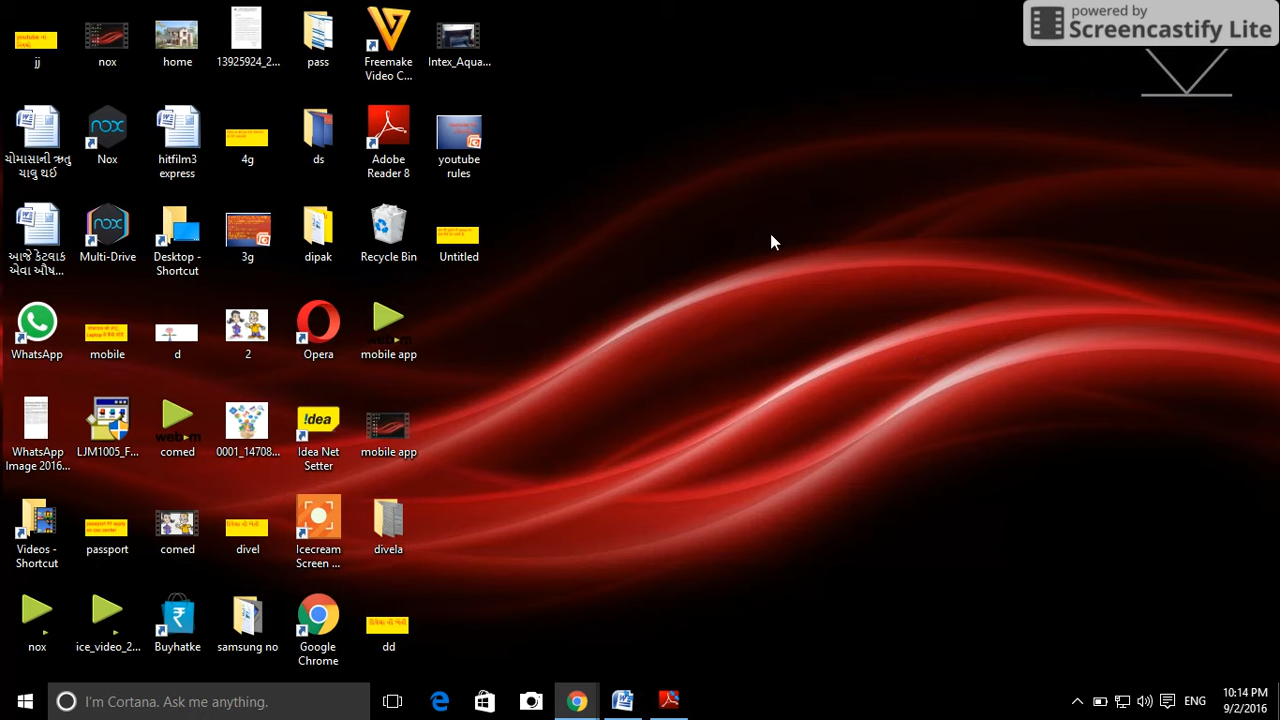 powered by
Screencastify Lite
jj
nox
home
13925924_2...
pass
Freemake
Video C...
Intex_Aqua...
ચોમાસાની ઋતુ
ચાલુ થઈ
Nox
hitfilm3
express
4g
ds
Adobe
Reader 8
youtube
rules
આજે કેટલાક
એવા ઔષ...
Multi-Drive
Desktop -
Shortcut
3g
dipak
Recycle Bin
Untitled
WhatsApp
mobile
d
2
Opera
mobile app
WhatsApp
Image 2016...
LJM1005_F...
comed
0001_14708...
!dea
Idea Net
Setter
mobile app
Videos -
Shortcut
passport
comed
divel
Icecream
Screen ...
divela
nox
ice_video_2...
Buyhatke
samsung no
Google
Chrome
dd
I'm Cortana. Ask me anything.
ENG
10:14 PM
9/2/2016